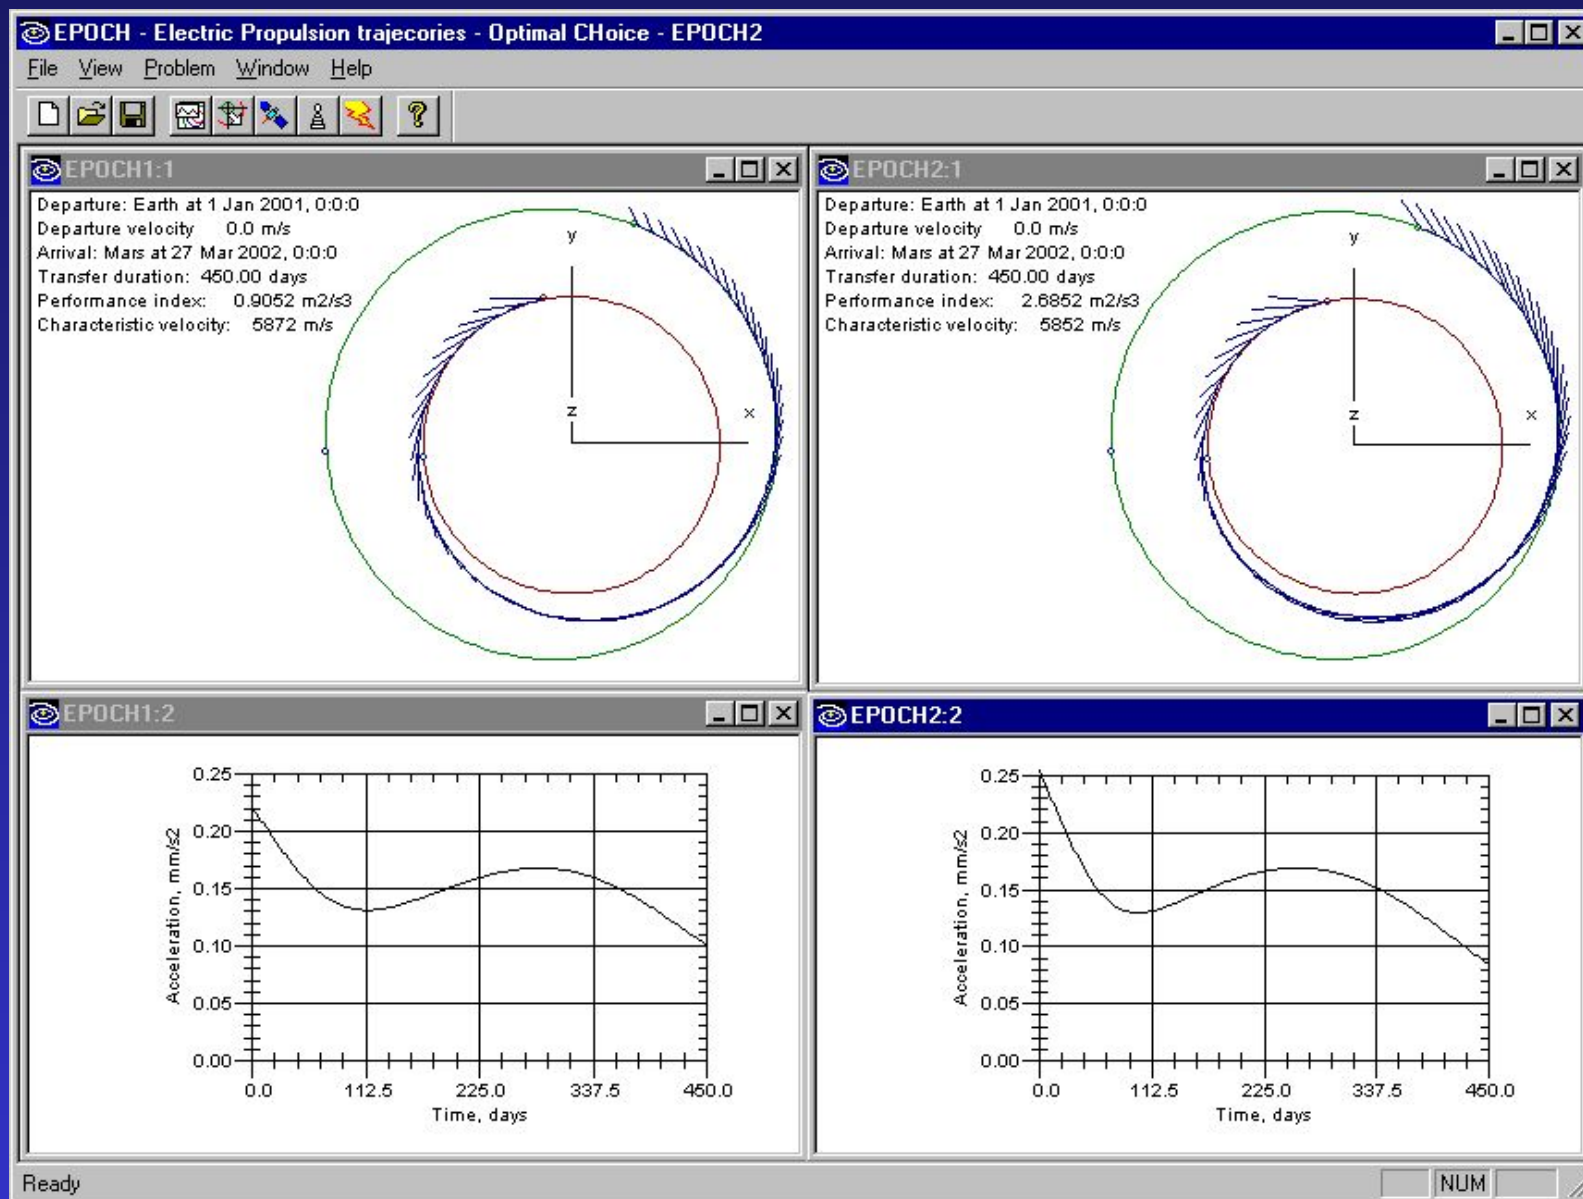 EPOCH - Electric Propulsion trajecories - Optimal CHoice - EPOCH2
File View Problem Window Help
EPOCH1:1
Departure: Earth at 1 Jan 2001, 0:0:0
Departure velocity 0.0 m/s
Arrival: Mars at 27 Mar 2002, 0:0:0
Transfer duration: 450.00 days
Performance index: 0.9052 m2/s3
Characteristic velocity: 5872 m/s
y
z
x
EPOCH2:1
Departure: Earth at 1 Jan 2001, 0:0:0
Departure velocity 0.0 m/s
Arrival: Mars at 27 Mar 2002, 0:0:0
Transfer duration: 450.00 days
Performance index: 2.6852 m2/s3
Characteristic velocity: 5852 m/s
y
z
x
EPOCH1:2
Acceleration, mm/s2
0.25
0.20
0.15
0.10
0.05
0.00
0.0 112.5 225.0 337.5 450.0
Time, days
EPOCH2:2
Acceleration, mm/s2
0.25
0.20
0.15
0.10
0.05
0.00
0.0 112.5 225.0 337.5 450.0
Time, days
Ready
NUM